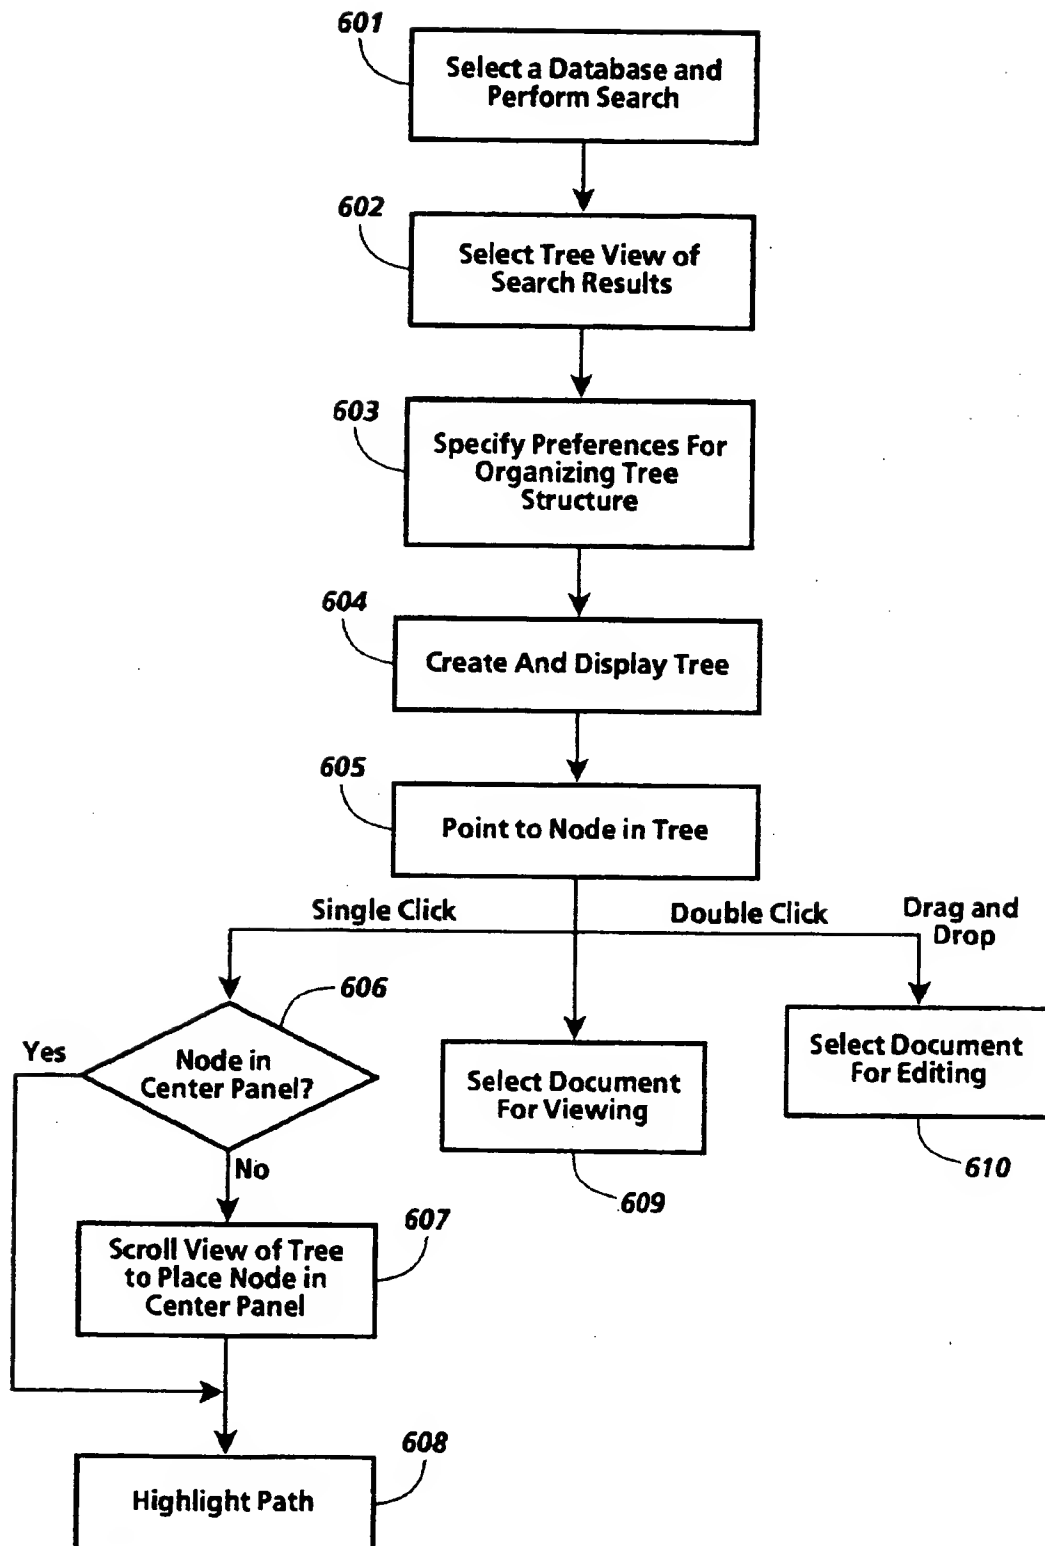 601
Select a Database and
Perform Search
602
Select Tree View of
Search Results
603
Specify Preferences For
Organizing Tree
Structure
604
Create And Display Tree
605
Point to Node in Tree
Single Click
Double Click
Drag and
Drop
606
Yes
Node in
Center Panel?
No
Select Document
For Viewing
609
Select Document
For Editing
610
607
Scroll View of Tree
to Place Node in
Center Panel
608
Highlight Path